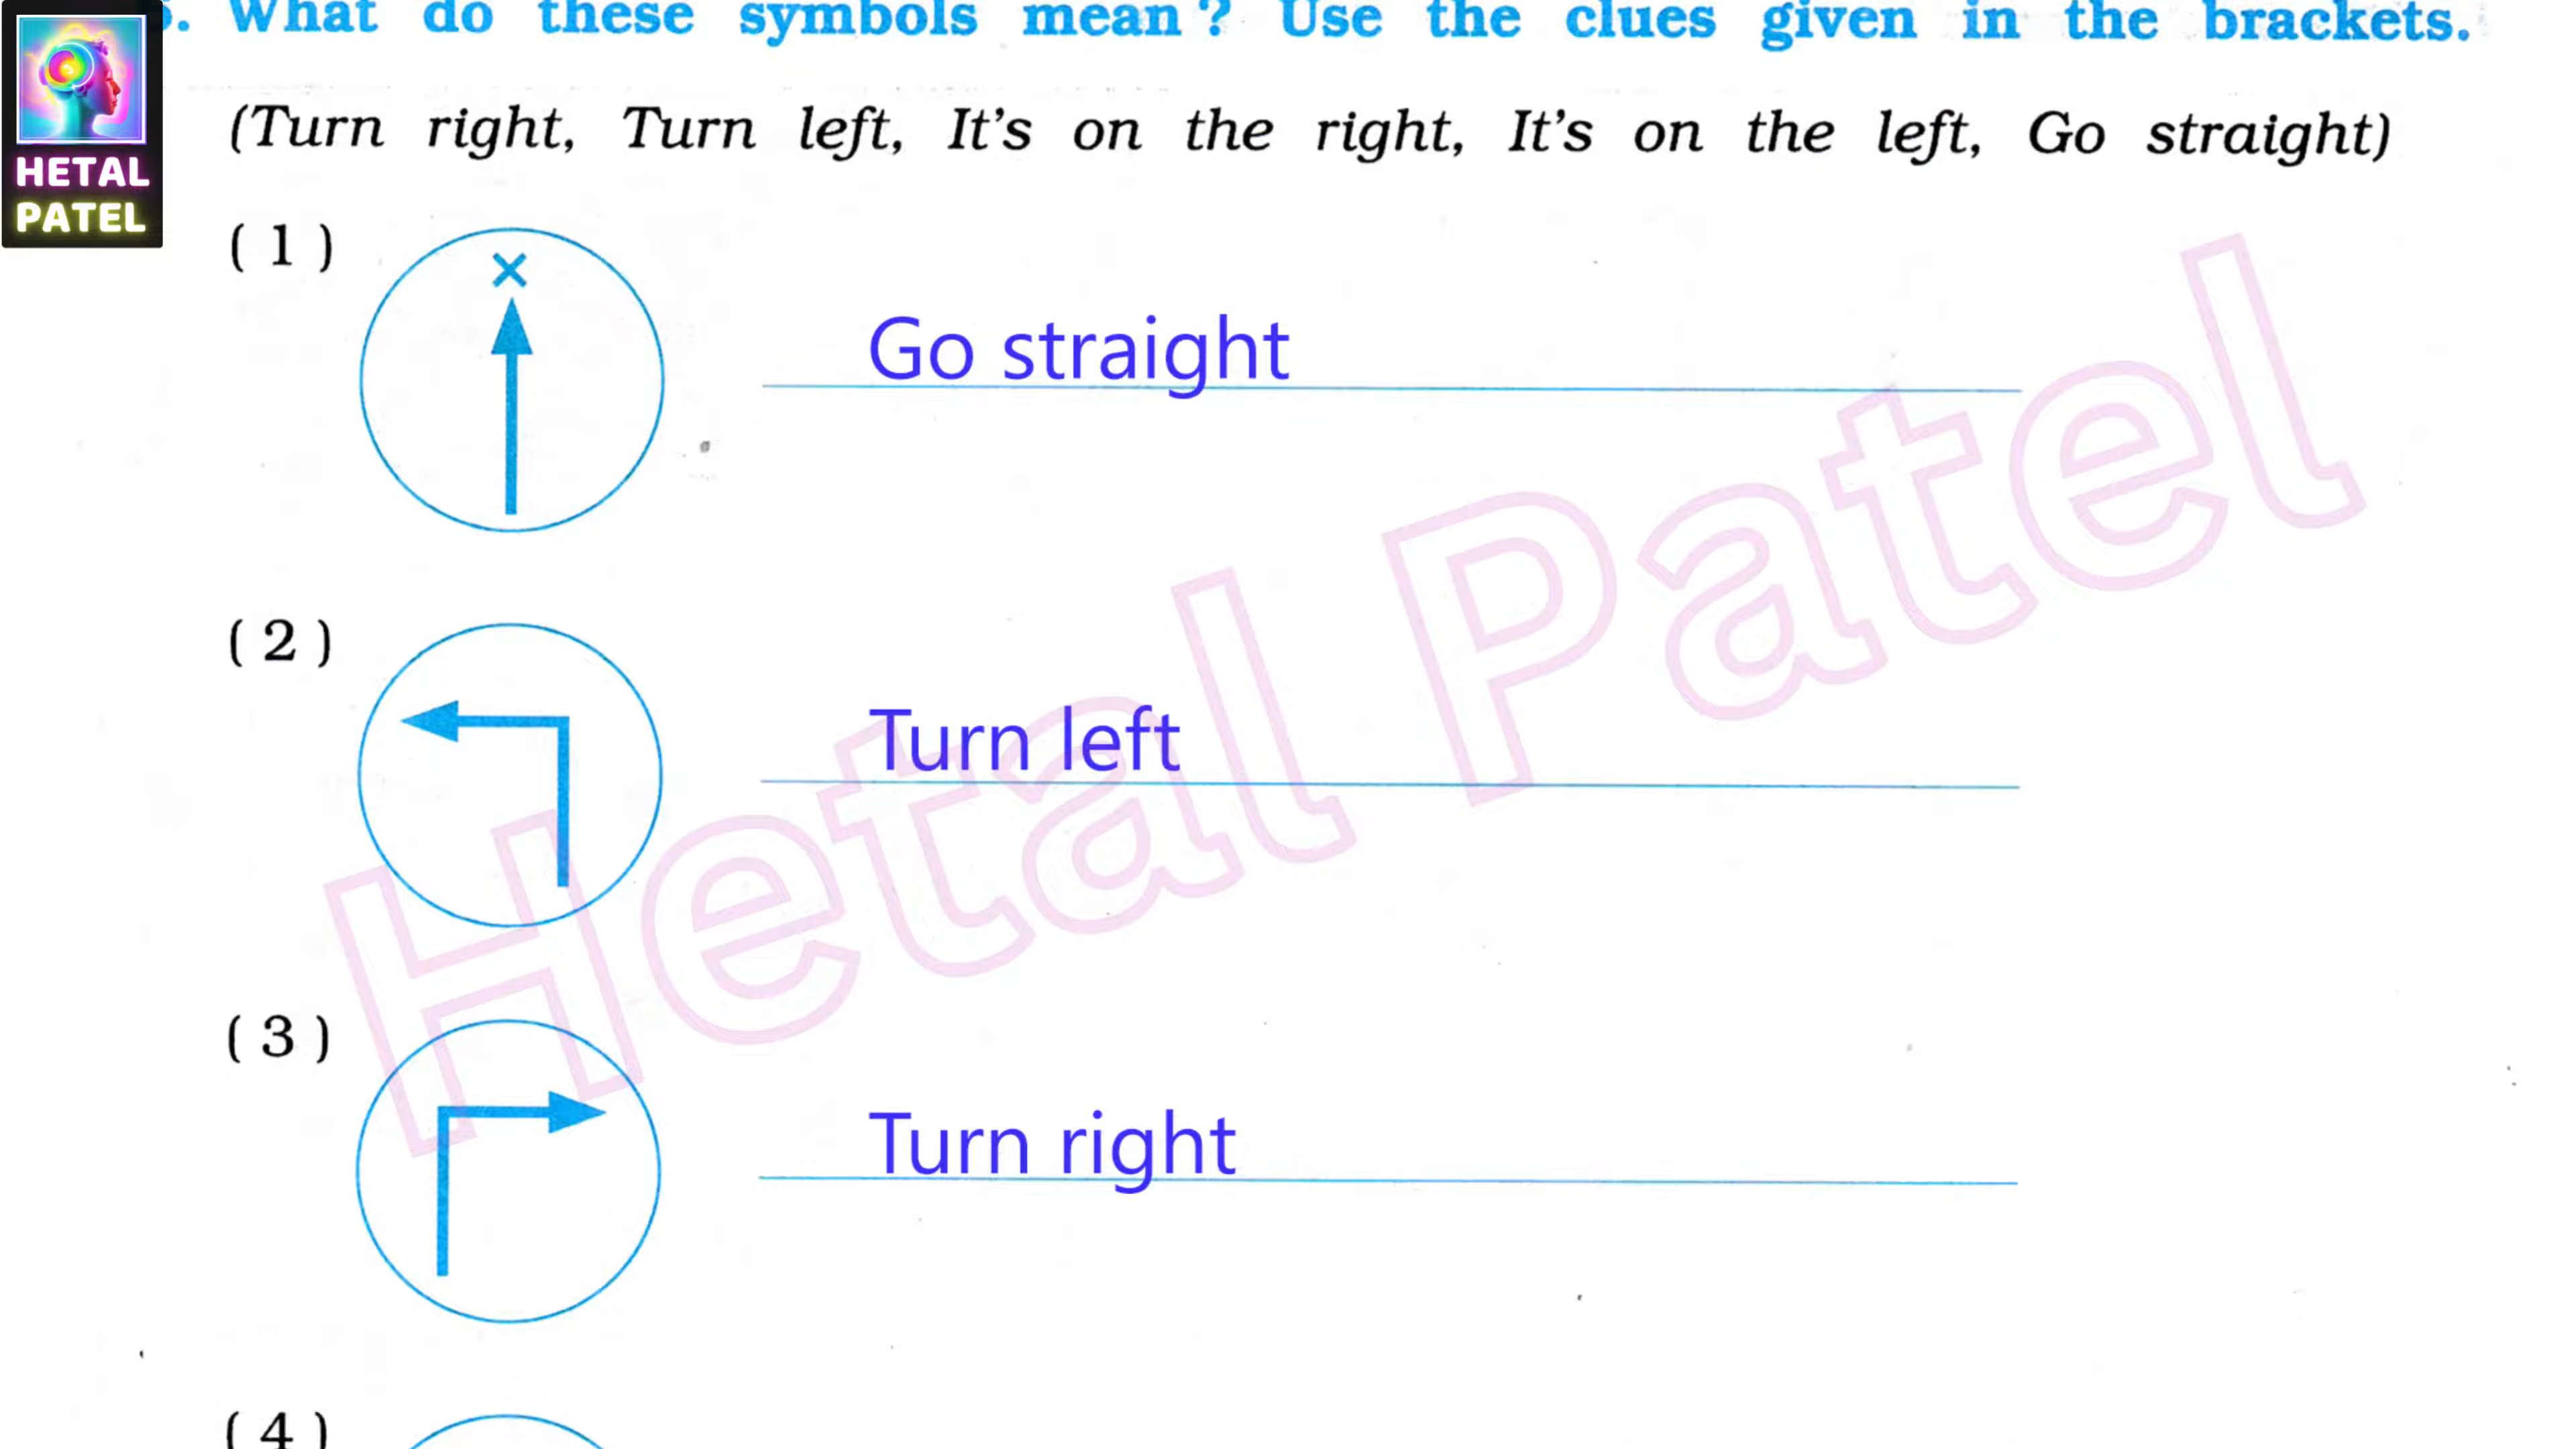 . What do these symbols mean ? Use the clues given in the brackets.
(Turn right, Turn left, It's on the right, It's on the left, Go straight)
HETAL
PATEL
( 1 )
×
Go straight
( 2 )
Turn left
( 3 )
Turn right
( 4 )
Hetal Patel